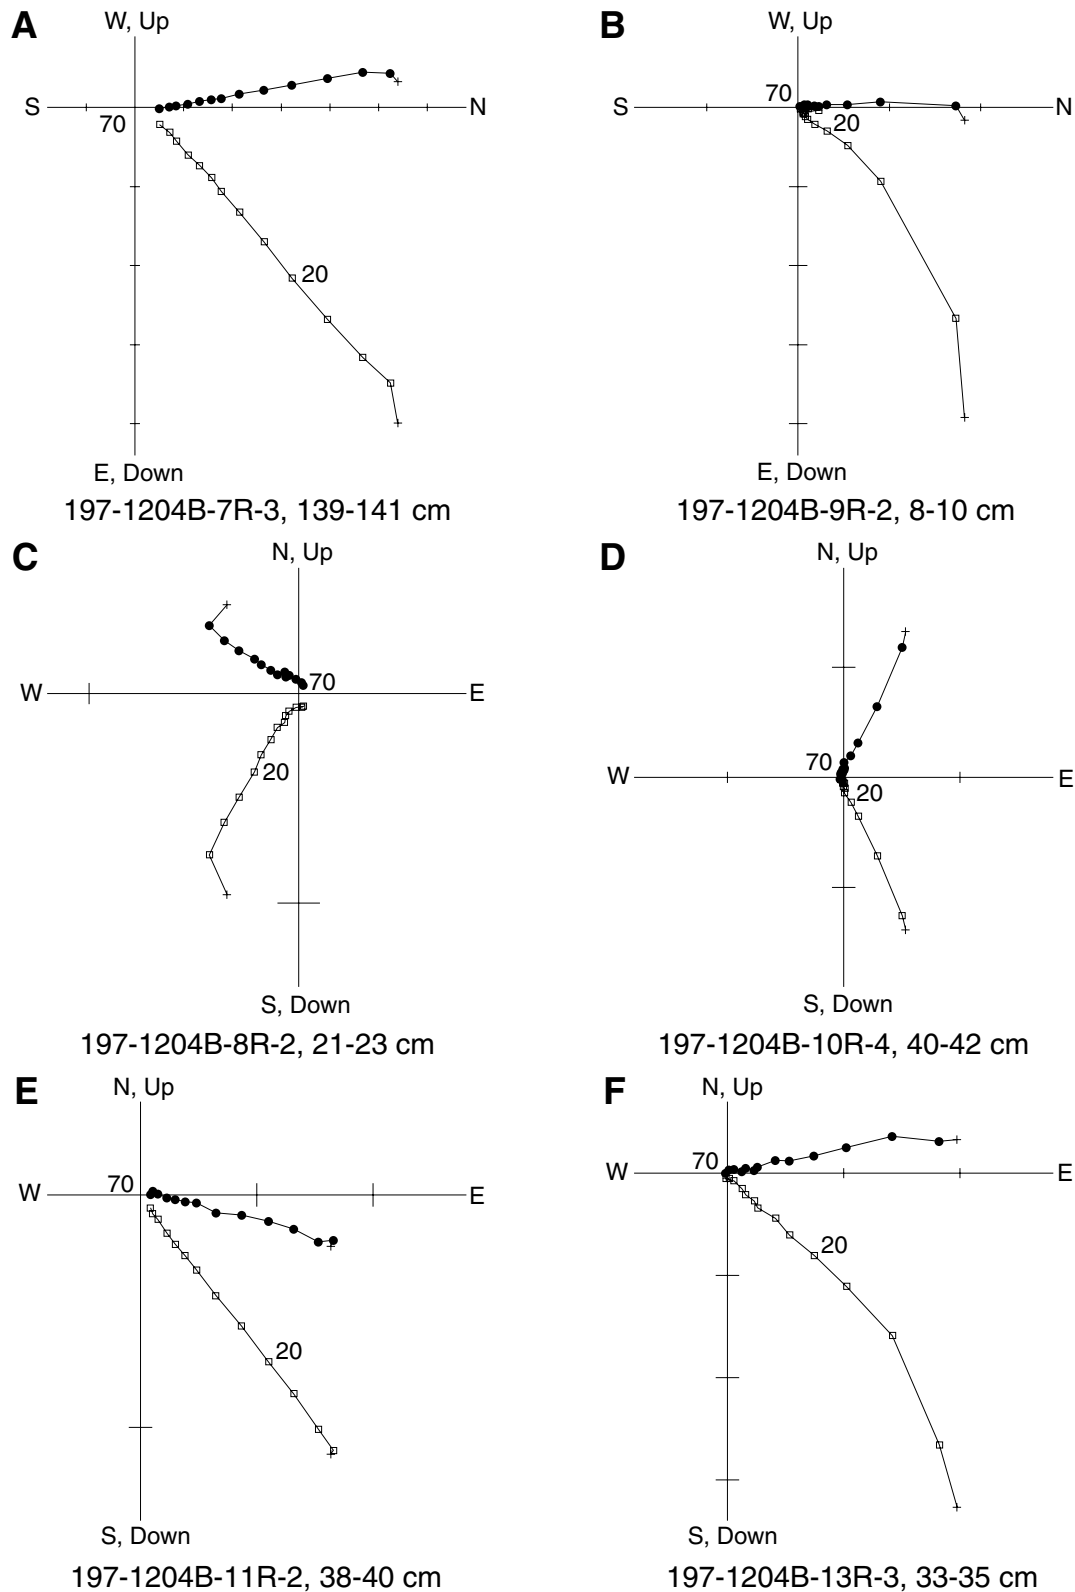 A
W, Up
S
N
70
20
E, Down
197-1204B-7R-3, 139-141 cm
B
W, Up
S
70
N
20
E, Down
197-1204B-9R-2, 8-10 cm
C
N, Up
W
70
E
20
S, Down
197-1204B-8R-2, 21-23 cm
D
N, Up
W
70
E
20
S, Down
197-1204B-10R-4, 40-42 cm
E
N, Up
W
70
E
20
S, Down
197-1204B-11R-2, 38-40 cm
F
N, Up
W
70
E
20
S, Down
197-1204B-13R-3, 33-35 cm